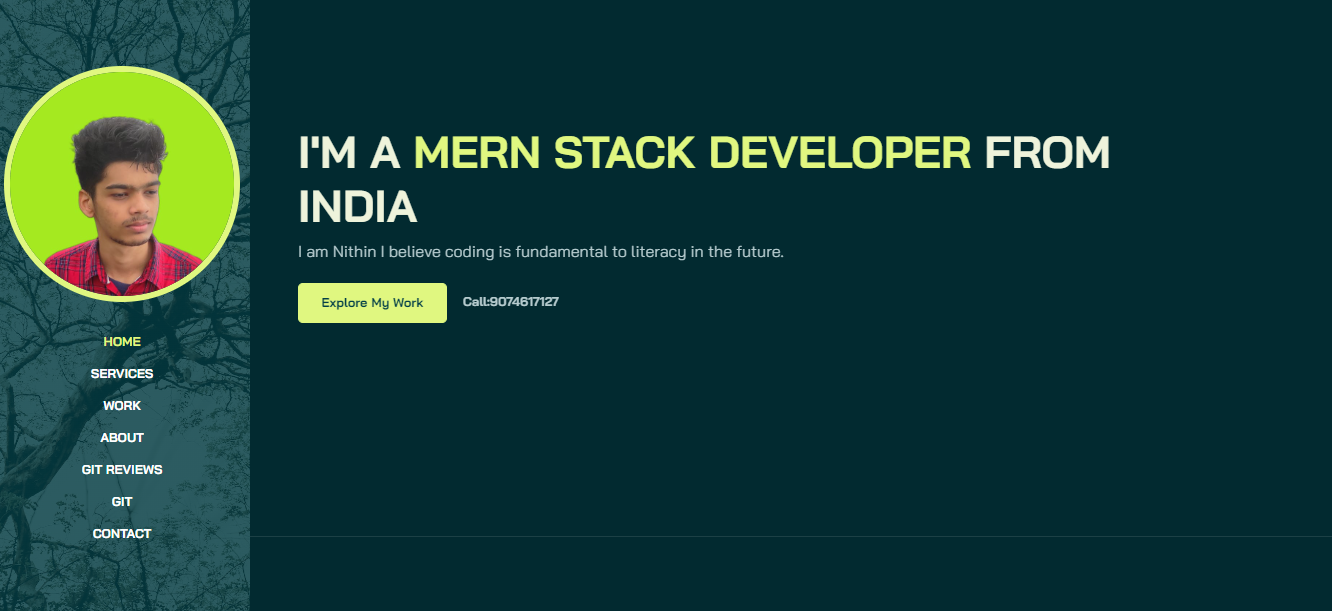 HOME
SERVICES
WORK
ABOUT
GIT REVIEWS
GIT
CONTACT
I'M A MERN STACK DEVELOPER FROM
INDIA
I am Nithin I believe coding is fundamental to literacy in the future.
Explore My Work
Call:9074617127